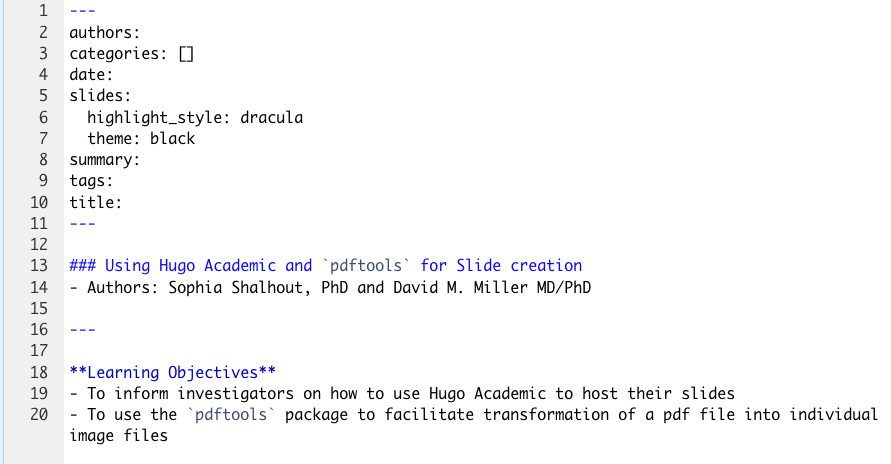 1 ---
2 authors:
3 categories: []
4 date:
5 slides:
6   highlight_style: dracula
7   theme: black
8 summary:
9 tags:
10 title:
11 ---
12
13 ### Using Hugo Academic and `pdftools` for Slide creation
14 - Authors: Sophia Shalhout, PhD and David M. Miller MD/PhD
15
16 ---
17
18 **Learning Objectives**
19 - To inform investigators on how to use Hugo Academic to host their slides
20 - To use the `pdftools` package to facilitate transformation of a pdf file into individual
image files